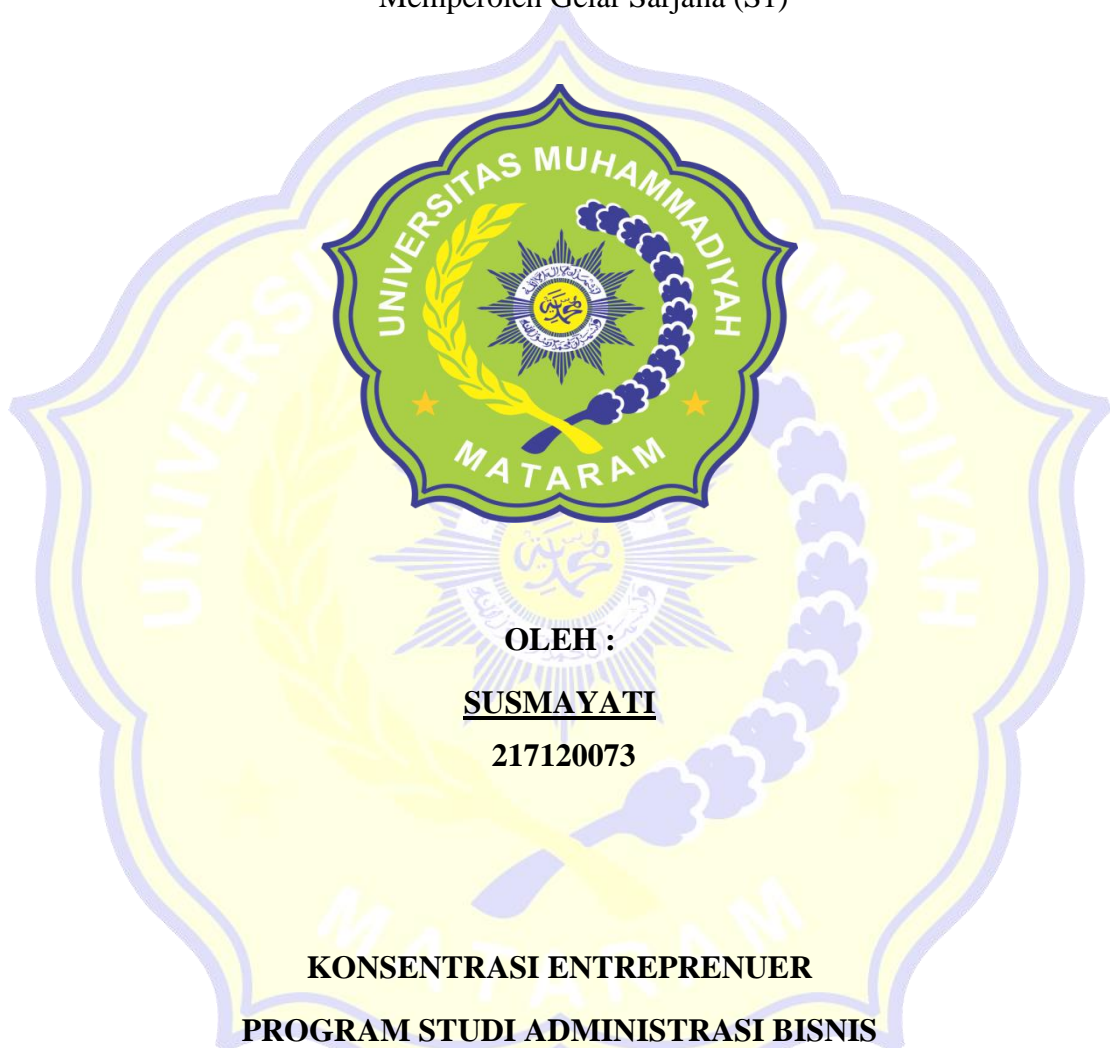 Memperoleh Gelar Sarjana (S1)
UNIVERSITAS MUHAMMADIYAH
MATARAM
OLEH :
SUSMAYATI
217120073
KONSENTRASI ENTREPRENUER
PROGRAM STUDI ADMINISTRASI BISNIS